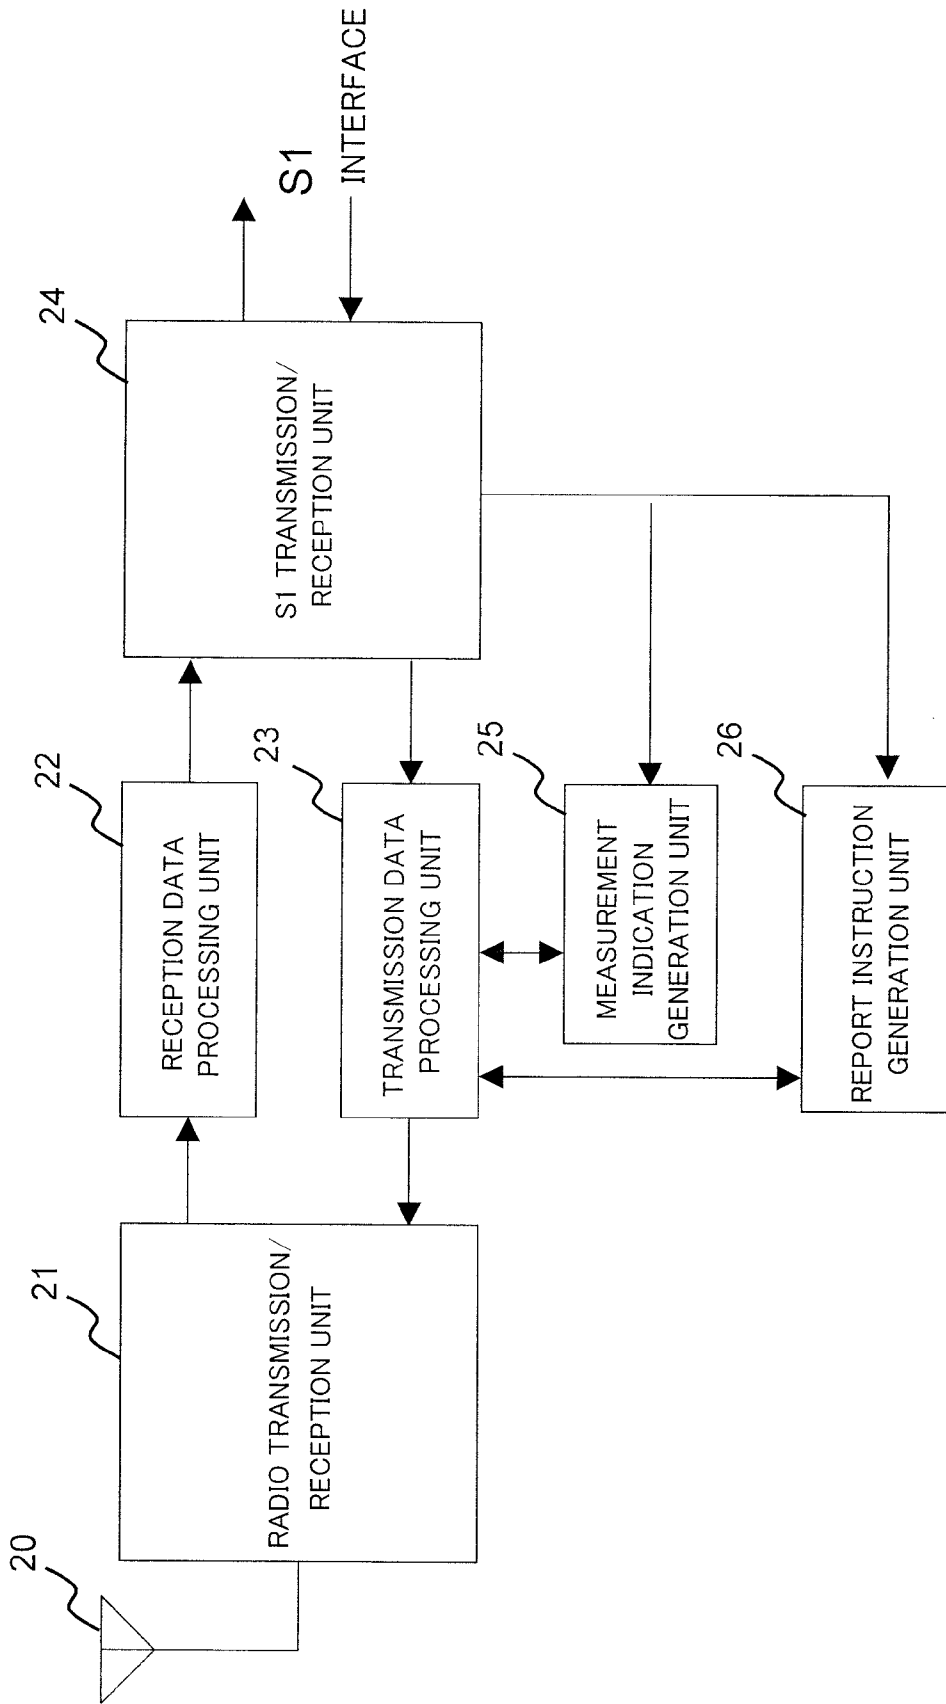 20
21
RADIO TRANSMISSION/
RECEPTION UNIT
22
RECEPTION DATA
PROCESSING UNIT
23
TRANSMISSION DATA
PROCESSING UNIT
24
S1 TRANSMISSION/
RECEPTION UNIT
S1
INTERFACE
25
MEASUREMENT
INDICATION
GENERATION UNIT
26
REPORT INSTRUCTION
GENERATION UNIT